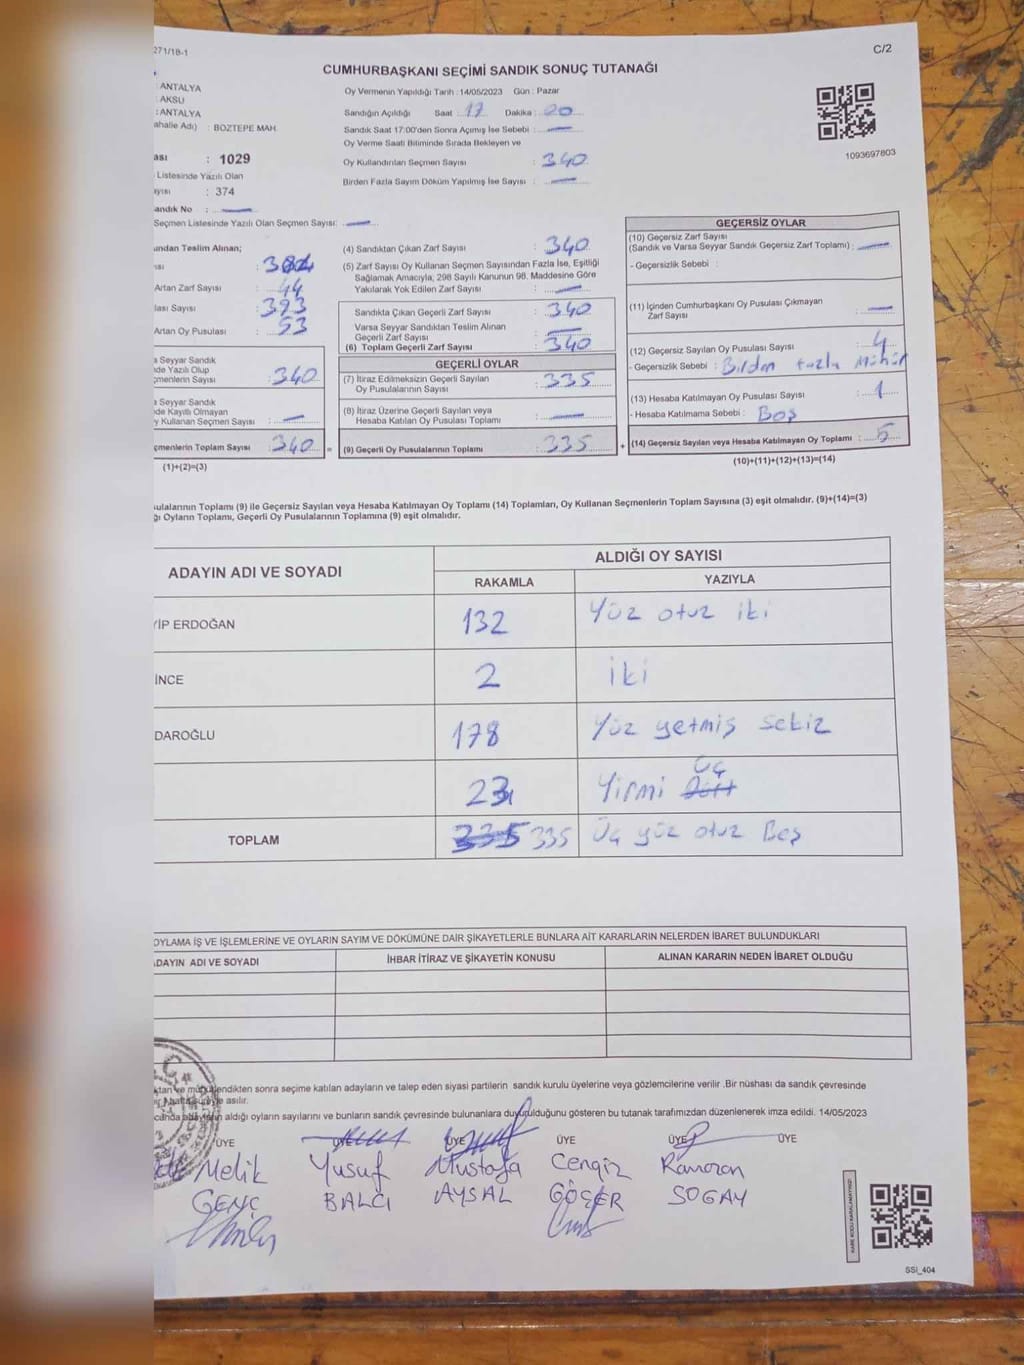 271/18-1
C/2
CUMHURBAŞKANI SEÇİMİ SANDIK SONUÇ TUTANAĞI
: ANTALYA
: AKSU
: ANTALYA
ahalle Adı) : BOZTEPE MAH.
ası : 1029
Listesinde Yazılı Olan
ayısı : 374
andık No :
Seçmen Listesinde Yazılı Olan Seçmen Sayısı:
Oy Vermenin Yapıldığı Tarih :14/05/2023 Gün : Pazar
Sandığın Açıldığı Saat : 17 Dakika : 20
Sandık Saat 17:00'den Sonra Açımış İse Sebebi :
Oy Verme Saati Bitiminde Sırada Bekleyen ve
Oy Kullandırılan Seçmen Sayısı : 340
Birden Fazla Sayım Döküm Yapılmış İse Sayısı :
1093697803
undan Teslim Alınan;
ısı :
Artan Zarf Sayısı : 44
lası Sayısı : 393
Artan Oy Pusulası : 53
a Seyyar Sandık
de Yazılı Olup
çmenlerin Sayısı : 340
a Seyyar Sandık
de Kayıtlı Olmayan
y Kullanan Seçmen Sayısı :
çmenlerin Toplam Sayısı : 340 =
(1)+(2)=(3)
(4) Sandıktan Çıkan Zarf Sayısı : 340
(5) Zarf Sayısı Oy Kullanan Seçmen Sayısından Fazla İse, Eşitliği
Sağlamak Amacıyla, 298 Sayılı Kanunun 98. Maddesine Göre
Yakılarak Yok Edilen Zarf Sayısı :
Sandıkta Çıkan Geçerli Zarf Sayısı : 340
Varsa Seyyar Sandıktan Teslim Alınan
Geçerli Zarf Sayısı :
(6) Toplam Geçerli Zarf Sayısı : 340
GEÇERLİ OYLAR
(7) İtiraz Edilmeksizin Geçerli Sayılan
Oy Pusulalarının Sayısı : 335
(8) İtiraz Üzerine Geçerli Sayılan veya
Hesaba Katılan Oy Pusulası Toplamı :
(9) Geçerli Oy Pusulalarının Toplamı : 335 +
GEÇERSİZ OYLAR
(10) Geçersiz Zarf Sayısı
(Sandık ve Varsa Seyyar Sandık Geçersiz Zarf Toplamı) :
- Geçersizlik Sebebi :
(11) İçinden Cumhurbaşkanı Oy Pusulası Çıkmayan
Zarf Sayısı :
(12) Geçersiz Sayılan Oy Pusulası Sayısı : 4
- Geçersizlik Sebebi : Birden fazla Mühür
(13) Hesaba Katılmayan Oy Pusulası Sayısı : 1
- Hesaba Katılmama Sebebi : Boş
(14) Geçersiz Sayılan veya Hesaba Katılmayan Oy Toplamı : 5
(10)+(11)+(12)+(13)=(14)
usulalarının Toplamı (9) ile Geçersiz Sayılan veya Hesaba Katılmayan Oy Toplamı (14) Toplamları, Oy Kullanan Seçmenlerin Toplam Sayısına (3) eşit olmalıdır. (9)+(14)=(3)
ğı Oyların Toplamı, Geçerli Oy Pusulalarının Toplamına (9) eşit olmalıdır.
ADAYIN ADI VE SOYADI
ALDIĞI OY SAYISI
RAKAMLA YAZIYLA
YİP ERDOĞAN 132 Yüz otuz iki
İNCE 2 İki
DAROĞLU 178 Yüz yetmiş sekiz
23 Yirmi Üç
TOPLAM 335 335 Üç yüz otuz Beş
OYLAMA İŞ VE İŞLEMLERİNE VE OYLARIN SAYIM VE DÖKÜMÜNE DAİR ŞİKAYETLERLE BUNLARA AİT KARARLARIN NELERDEN İBARET BULUNDUKLARI
ADAYIN ADI VE SOYADI İHBAR İTİRAZ VE ŞİKAYETİN KONUSU ALINAN KARARIN NEDEN İBARET OLDUĞU
ktan ve mühürlendikten sonra seçime katılan adayların ve talep eden siyasi partilerin sandık kurulu üyelerine veya gözlemcilerine verilir .Bir nüshası da sandık çevresinde
asılır.
adayların aldığı oyların sayılarını ve bunların sandık çevresinde bulunanlara duyurulduğunu gösteren bu tutanak tarafımızdan düzenlenerek imza edildi. 14/05/2023
ÜYE ÜYE ÜYE ÜYE ÜYE ÜYE
Melik Yusuf Mustafa Cengiz Ramazan
GENÇ BALCI AYSAL GÖÇER SOGAY
KARE KODU KARALAMAYINIZ!
SSİ_404